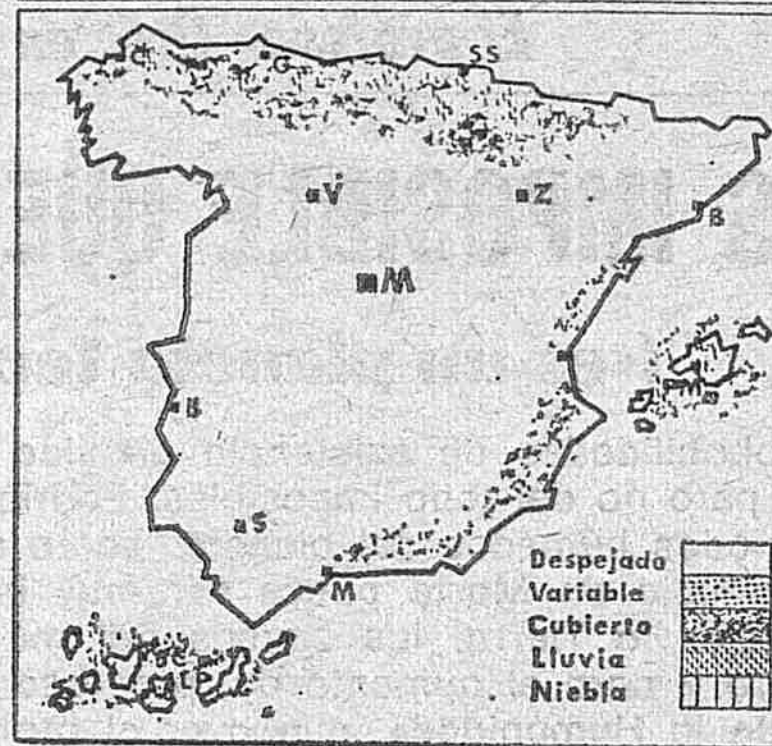 C G SS
V Z
B
M
B
S
M
Despejado
Variable
Cubierto
Lluvia
Niebla